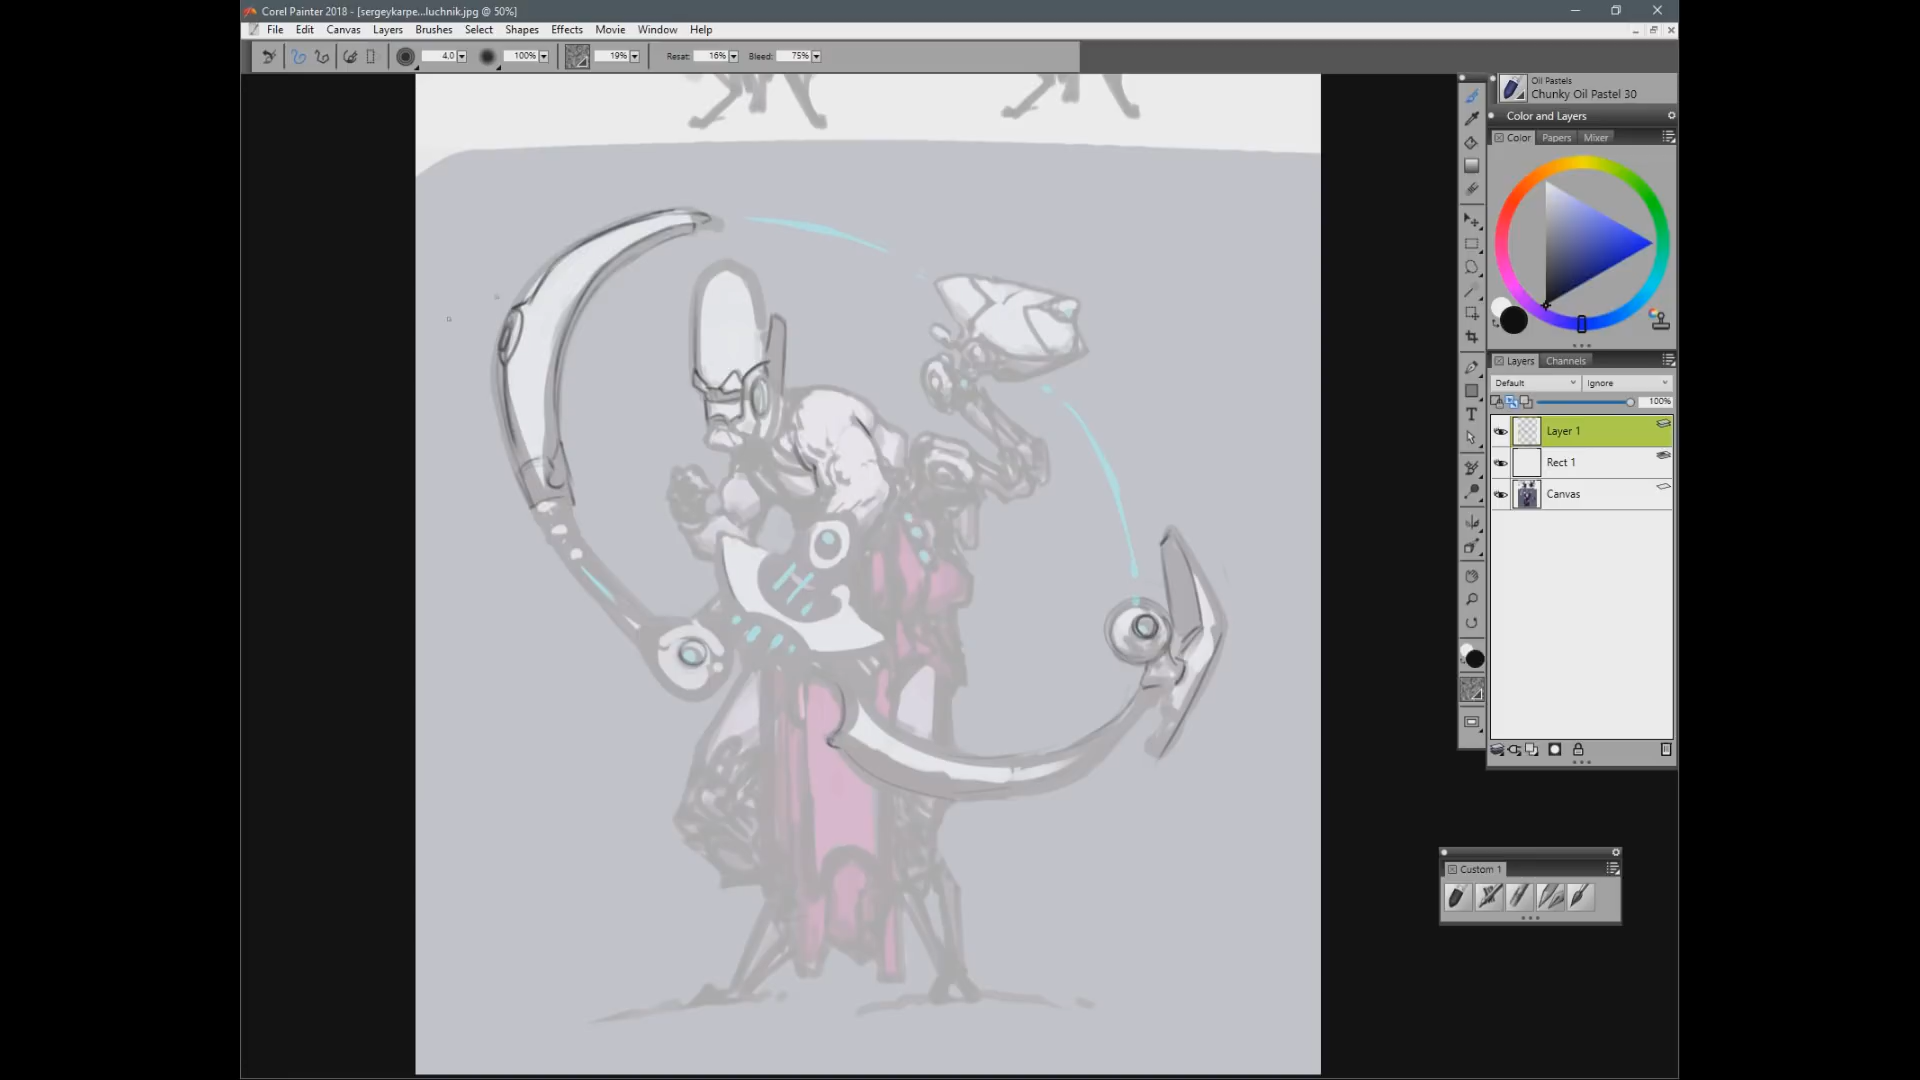 Corel Painter 2018 - [sergeykarpe...luchnik.jpg @ 50%]
File Edit Canvas Layers Brushes Select Shapes Effects Movie Window Help
4.0 100% 19% Resat: 16% Bleed: 75%
Oil Pastels
Chunky Oil Pastel 30
Color and Layers
Color Papers Mixer
Layers Channels
Default Ignore
100%
Layer 1
Rect 1
Canvas
Custom 1